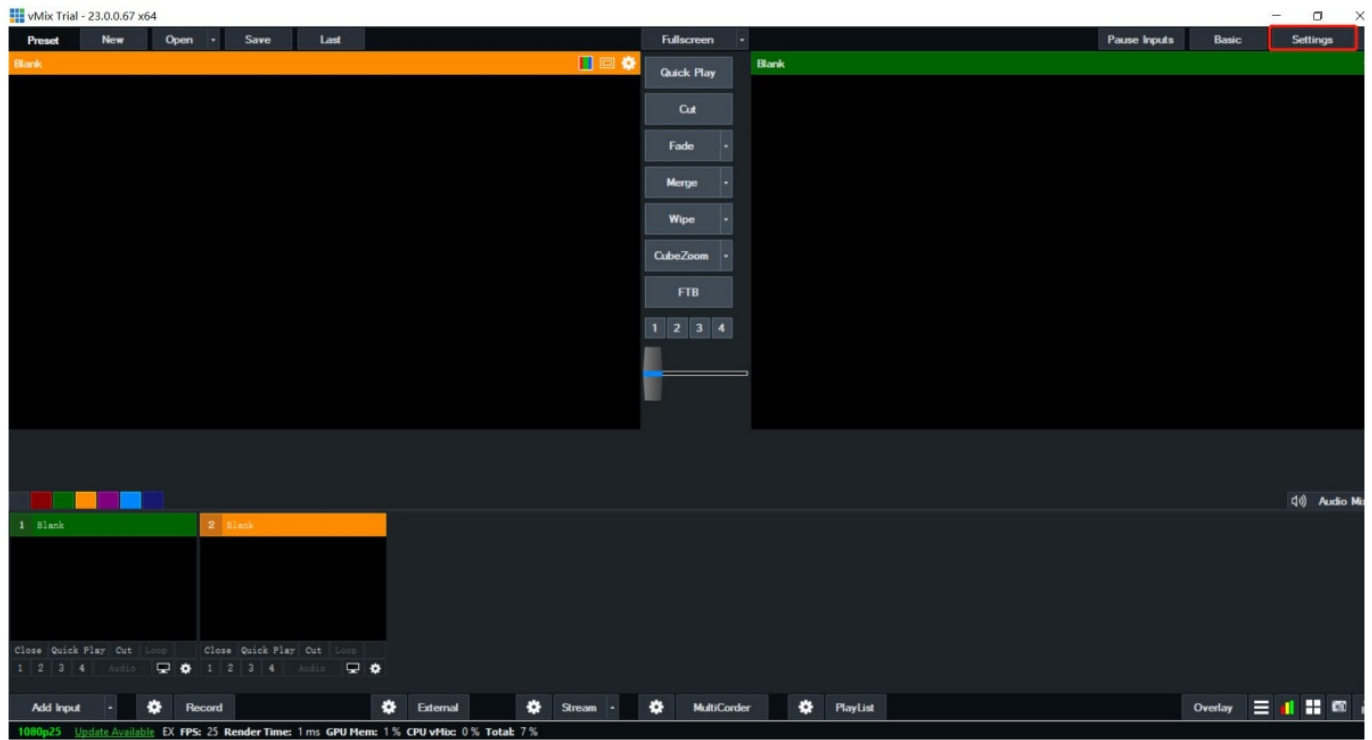 vMix Trial - 23.0.0.67 x64
Preset New Open Save Last Fullscreen Pause Inputs Basic Settings
Blank Blank
Quick Play
Cut
Fade
Merge
Wipe
CubeZoom
FTB
1 2 3 4
Audio Mi
1 Blank 2 Blank
Close Quick Play Cut Loop Close Quick Play Cut Loop
1 2 3 4 Audio 1 2 3 4 Audio
Add Input Record External Stream MultiCorder PlayList Overlay
1080p25 Update Available EX FPS: 25 Render Time: 1 ms GPU Mem: 1 % CPU vMix: 0 % Total: 7 %